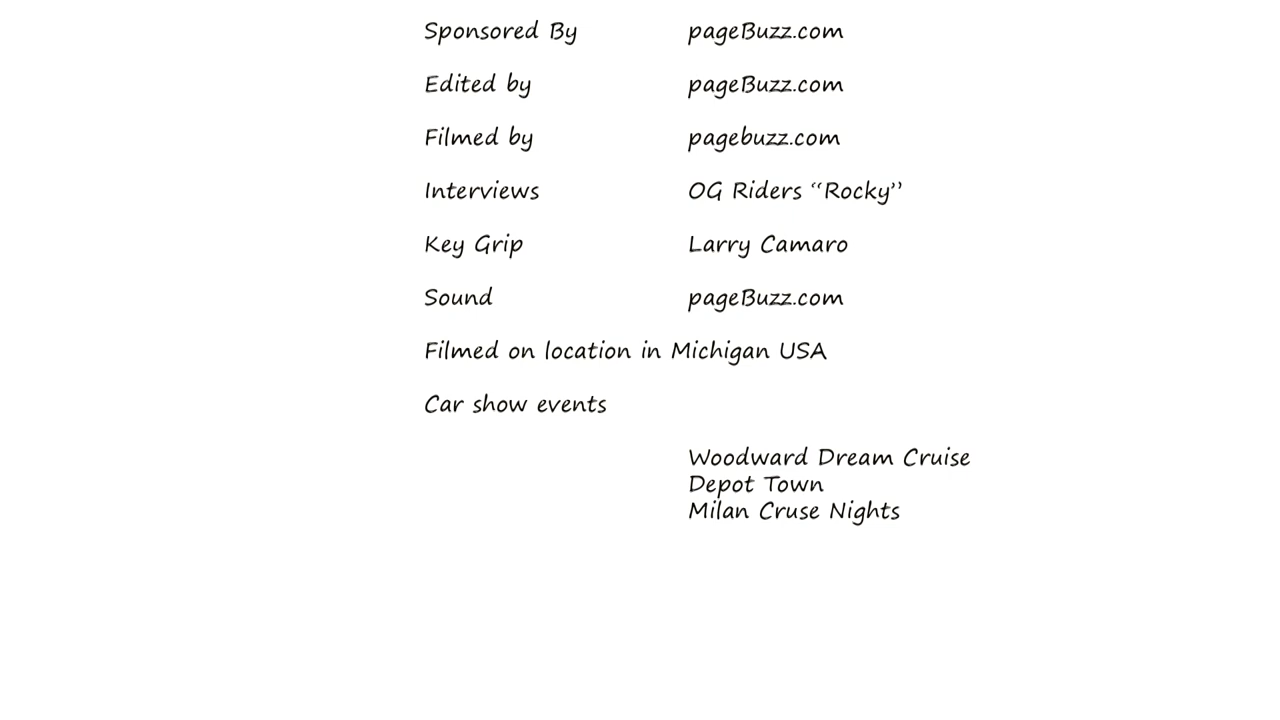 Sponsored By pageBuzz.com
Edited by pageBuzz.com
Filmed by pagebuzz.com
Interviews OG Riders “Rocky”
Key Grip Larry Camaro
Sound pageBuzz.com
Filmed on location in Michigan USA
Car show events
Woodward Dream Cruise
Depot Town
Milan Cruse Nights